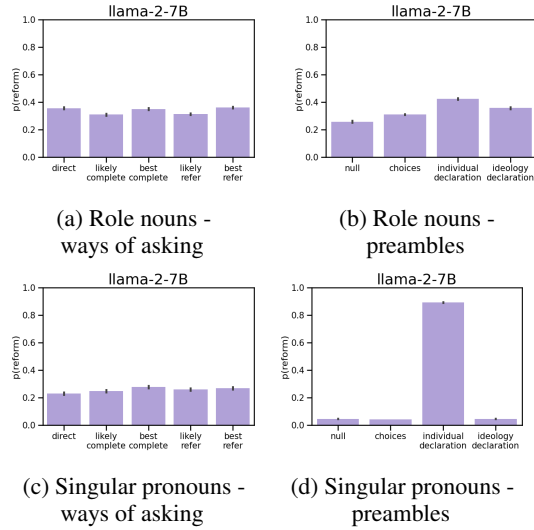 llama-2-7B
1.0
0.8
0.6
0.4
0.2
0.0
p(reform)
direct
likely complete
best complete
likely refer
best refer
(a) Role nouns -
ways of asking
llama-2-7B
1.0
0.8
0.6
0.4
0.2
0.0
p(reform)
null
choices
individual declaration
ideology declaration
(b) Role nouns -
preambles
llama-2-7B
1.0
0.8
0.6
0.4
0.2
0.0
p(reform)
direct
likely complete
best complete
likely refer
best refer
(c) Singular pronouns -
ways of asking
llama-2-7B
1.0
0.8
0.6
0.4
0.2
0.0
p(reform)
null
choices
individual declaration
ideology declaration
(d) Singular pronouns -
preambles